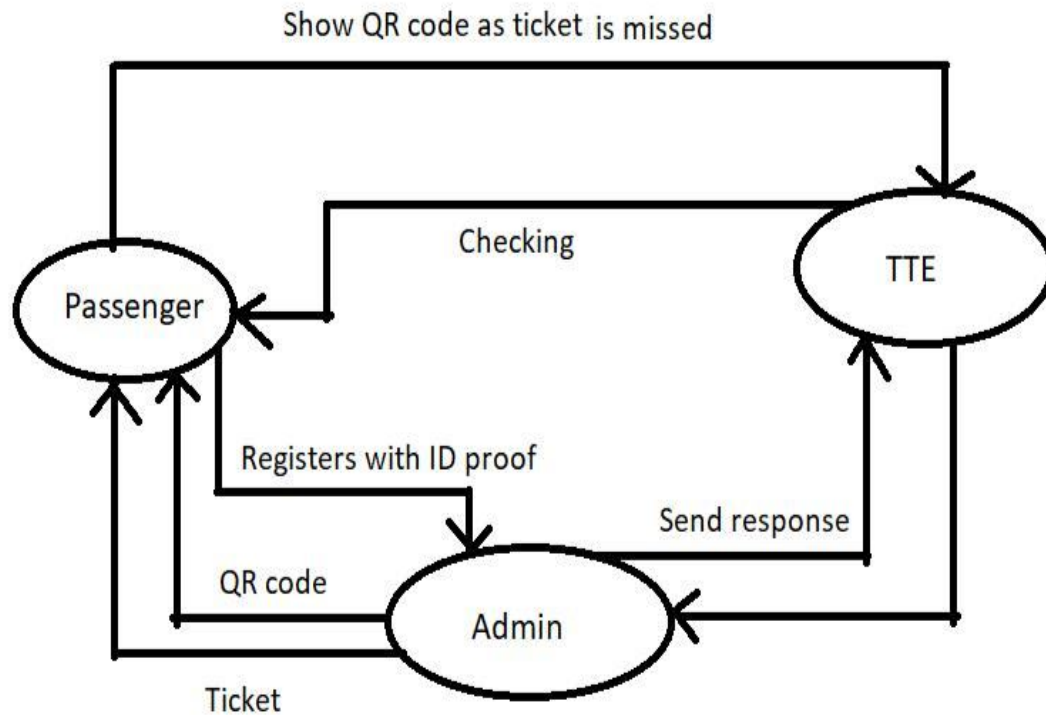 Show QR code as ticket is missed
Checking
TTE
Passenger
Registers with ID proof
Send response
QR code
Admin
Ticket